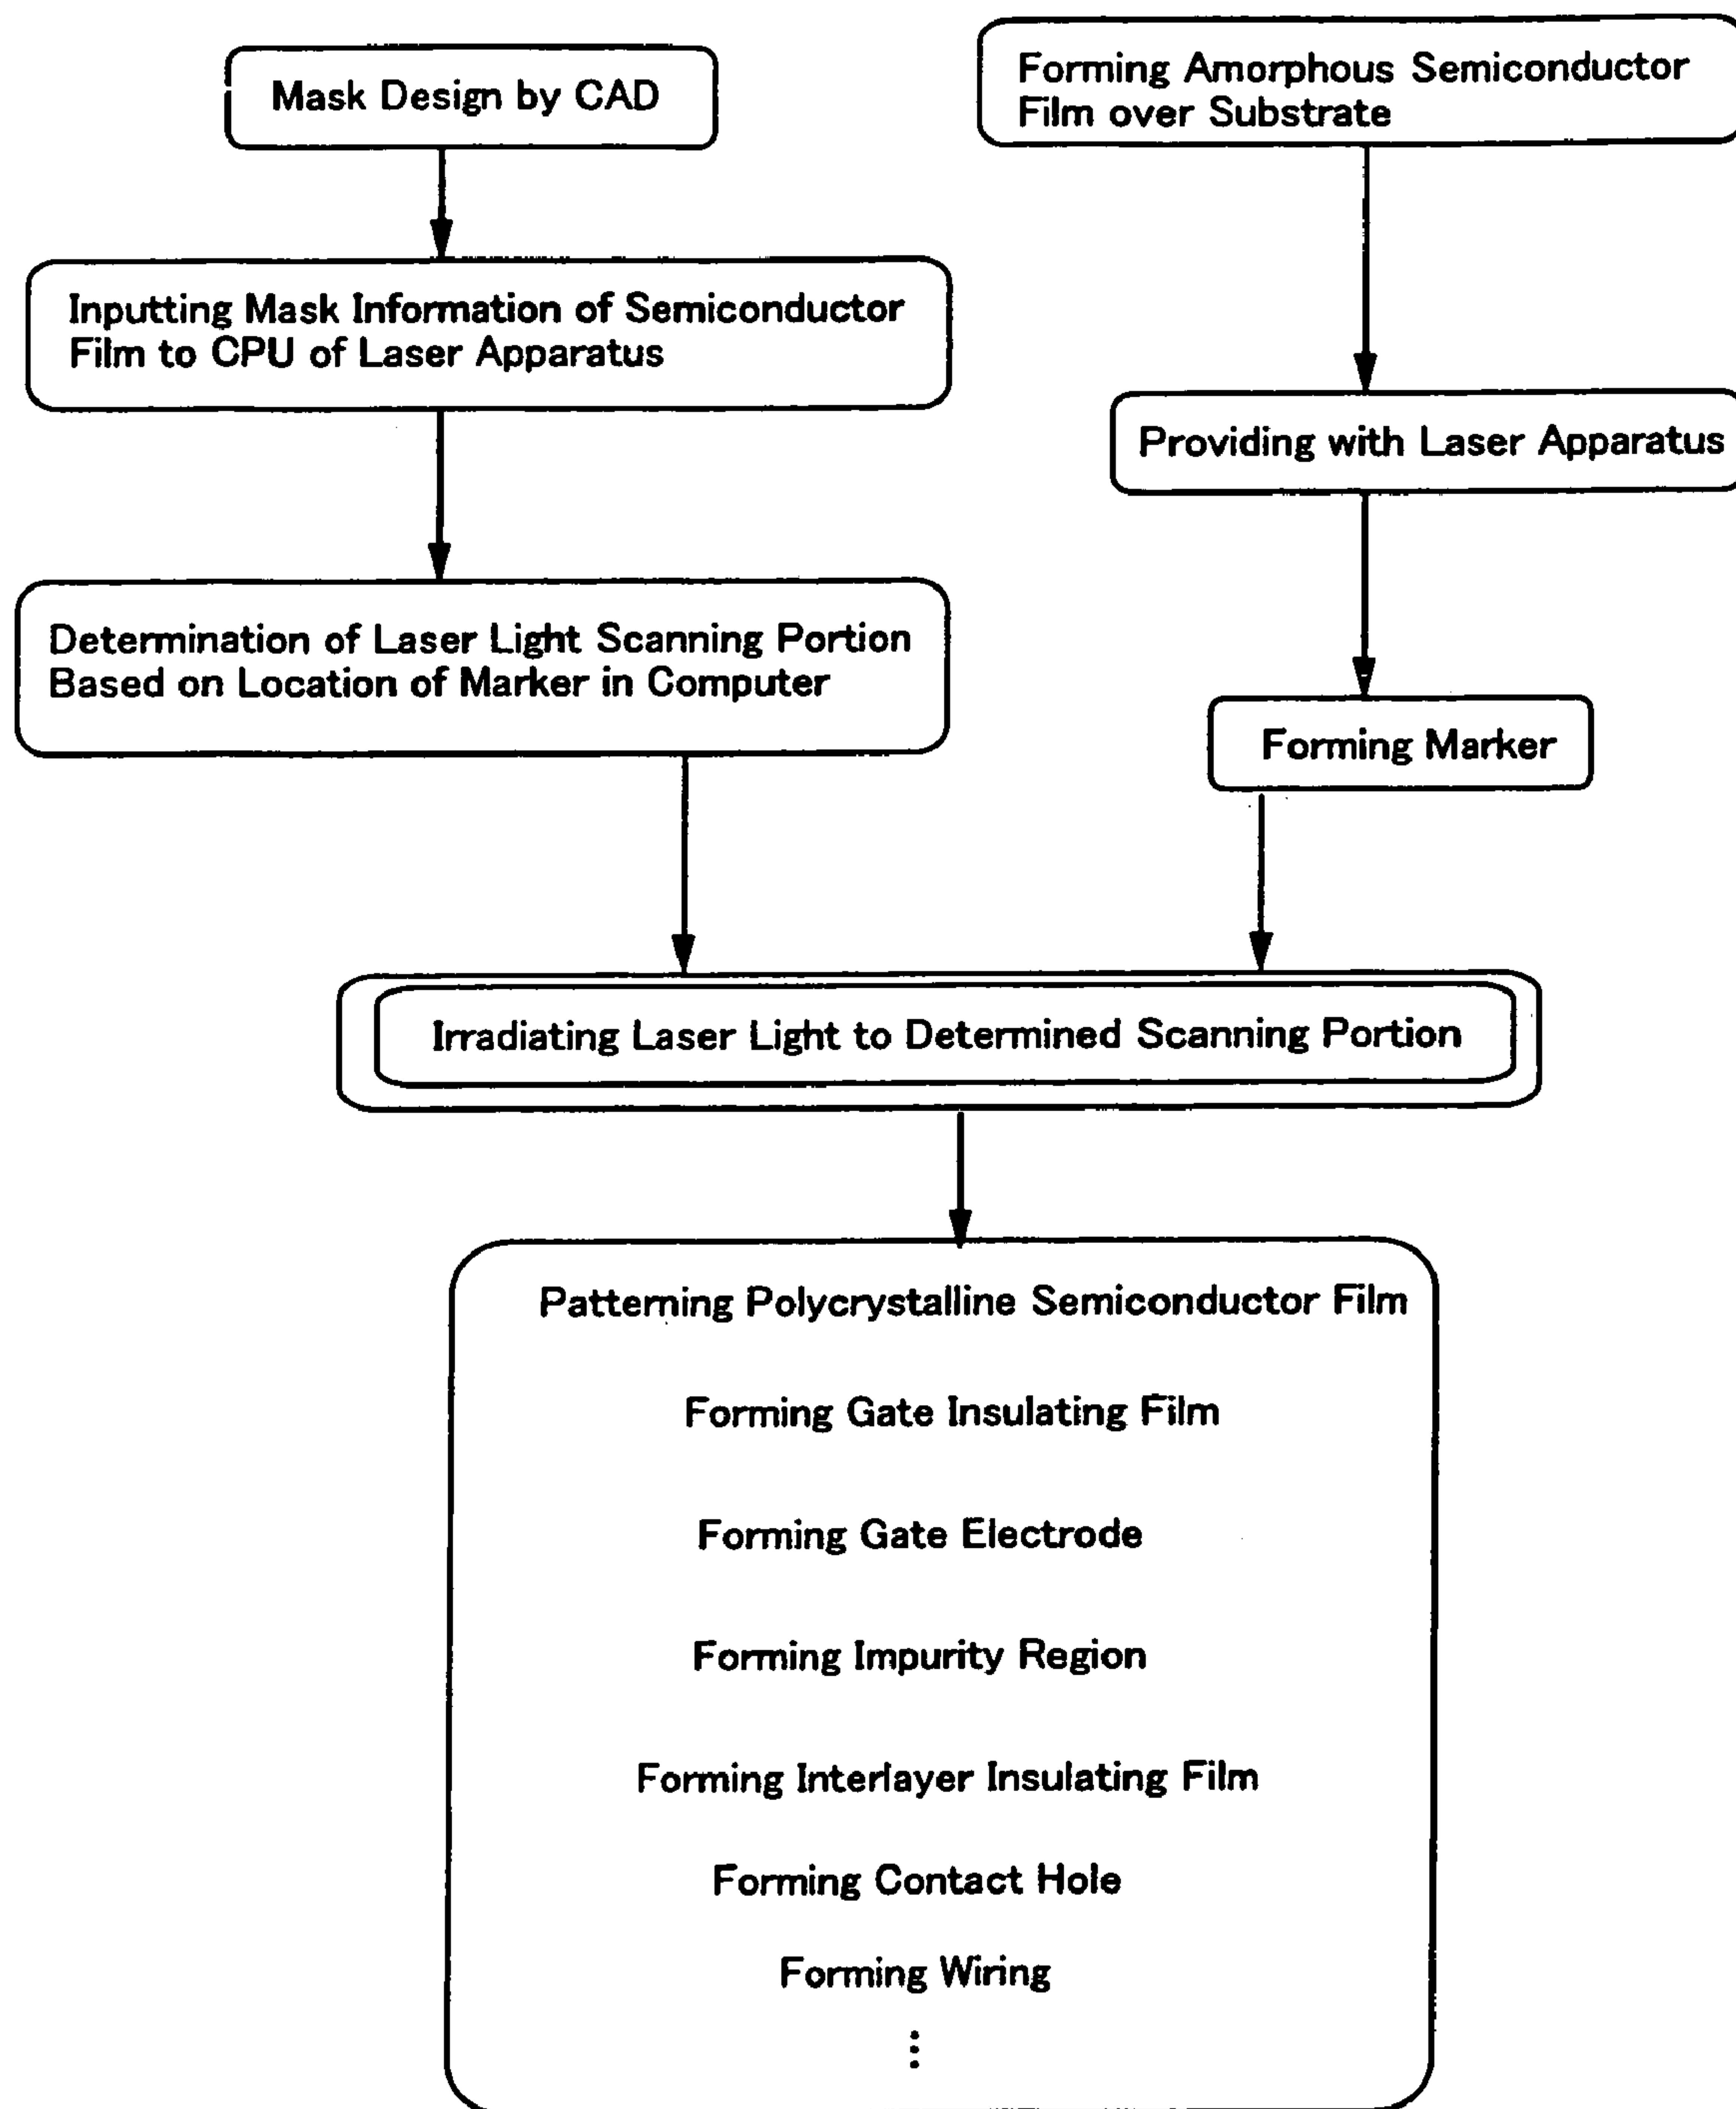 Mask Design by CAD
Forming Amorphous Semiconductor
Film over Substrate
Inputting Mask Information of Semiconductor
Film to CPU of Laser Apparatus
Providing with Laser Apparatus
Determination of Laser Light Scanning Portion
Based on Location of Marker in Computer
Forming Marker
Irradiating Laser Light to Determined Scanning Portion
Patterning Polycrystalline Semiconductor Film
Forming Gate Insulating Film
Forming Gate Electrode
Forming Impurity Region
Forming Interlayer Insulating Film
Forming Contact Hole
Forming Wiring
⋮